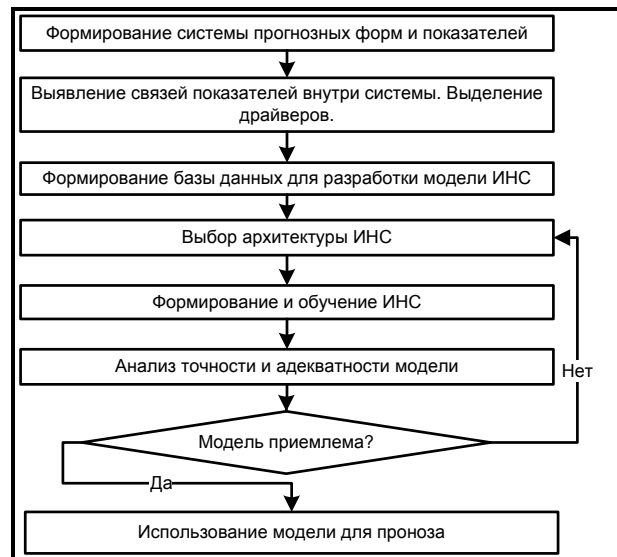 Формирование системы прогнозных форм и показателей
Выявление связей показателей внутри системы. Выделение
драйверов.
Формирование базы данных для разработки модели ИНС
Выбор архитектуры ИНС
Формирование и обучение ИНС
Анализ точности и адекватности модели
Нет
Модель приемлема?
Да
Использование модели для проноза